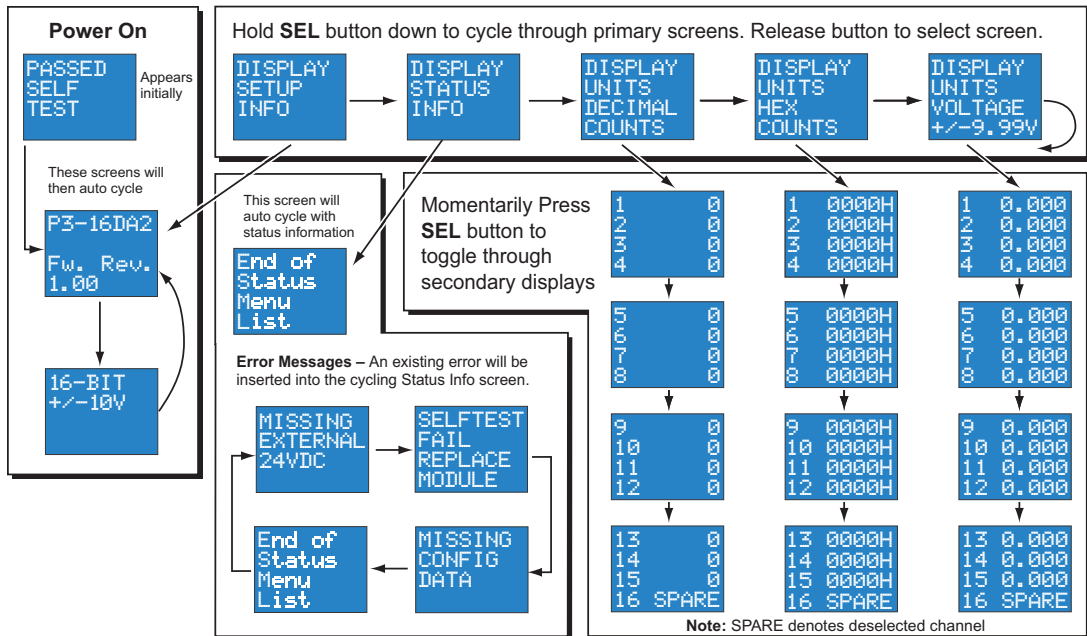 Power On
PASSED
SELF
TEST
Appears
initially
These screens will
then auto cycle
P3-16DA2
Fw. Rev.
1.00
16-BIT
+/-10V
Hold SEL button down to cycle through primary screens. Release button to select screen.
DISPLAY
SETUP
INFO
DISPLAY
STATUS
INFO
DISPLAY
UNITS
DECIMAL
COUNTS
DISPLAY
UNITS
HEX
COUNTS
DISPLAY
UNITS
VOLTAGE
+/-9.99V
This screen will
auto cycle with
status information
End of
Status
Menu
List
Error Messages – An existing error will be
inserted into the cycling Status Info screen.
MISSING
EXTERNAL
24VDC
SELFTEST
FAIL
REPLACE
MODULE
End of
Status
Menu
List
MISSING
CONFIG
DATA
Momentarily Press
SEL button to
toggle through
secondary displays
1 0
2 0
3 0
4 0
5 0
6 0
7 0
8 0
9 0
10 0
11 0
12 0
13 0
14 0
15 0
16 SPARE
1 0000H
2 0000H
3 0000H
4 0000H
5 0000H
6 0000H
7 0000H
8 0000H
9 0000H
10 0000H
11 0000H
12 0000H
13 0000H
14 0000H
15 0000H
16 SPARE
1 0.000
2 0.000
3 0.000
4 0.000
5 0.000
6 0.000
7 0.000
8 0.000
9 0.000
10 0.000
11 0.000
12 0.000
13 0.000
14 0.000
15 0.000
16 SPARE
Note: SPARE denotes deselected channel